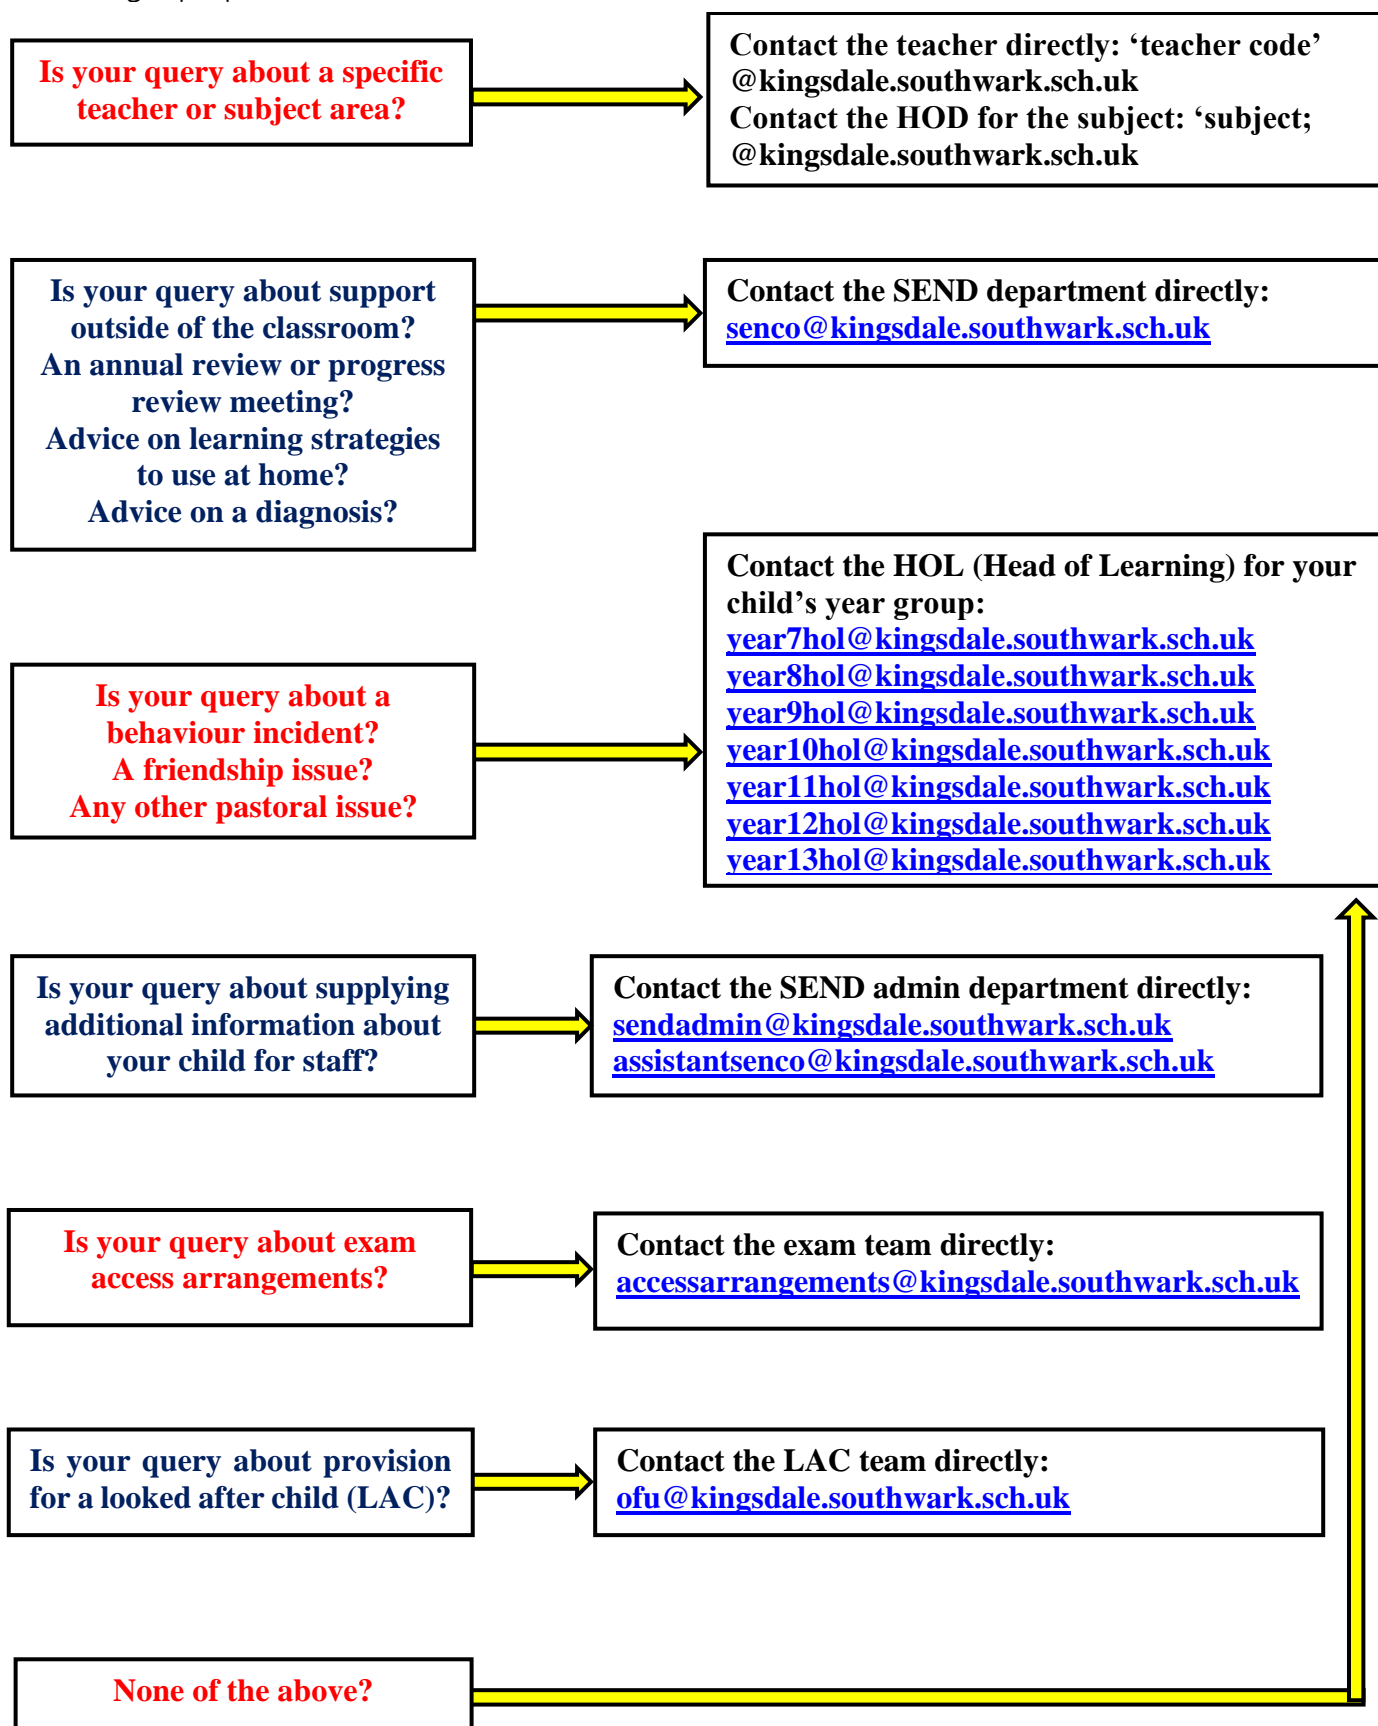 Is your query about a specific
teacher or subject area?
Contact the teacher directly: ‘teacher code’
@kingsdale.southwark.sch.uk
Contact the HOD for the subject: ‘subject;
@kingsdale.southwark.sch.uk
Is your query about support
outside of the classroom?
An annual review or progress
review meeting?
Advice on learning strategies
to use at home?
Advice on a diagnosis?
Contact the SEND department directly:
senco@kingsdale.southwark.sch.uk
Is your query about a
behaviour incident?
A friendship issue?
Any other pastoral issue?
Contact the HOL (Head of Learning) for your
child’s year group:
year7hol@kingsdale.southwark.sch.uk
year8hol@kingsdale.southwark.sch.uk
year9hol@kingsdale.southwark.sch.uk
year10hol@kingsdale.southwark.sch.uk
year11hol@kingsdale.southwark.sch.uk
year12hol@kingsdale.southwark.sch.uk
year13hol@kingsdale.southwark.sch.uk
Is your query about supplying
additional information about
your child for staff?
Contact the SEND admin department directly:
sendadmin@kingsdale.southwark.sch.uk
assistantsenco@kingsdale.southwark.sch.uk
Is your query about exam
access arrangements?
Contact the exam team directly:
accessarrangements@kingsdale.southwark.sch.uk
Is your query about provision
for a looked after child (LAC)?
Contact the LAC team directly:
ofu@kingsdale.southwark.sch.uk
None of the above?